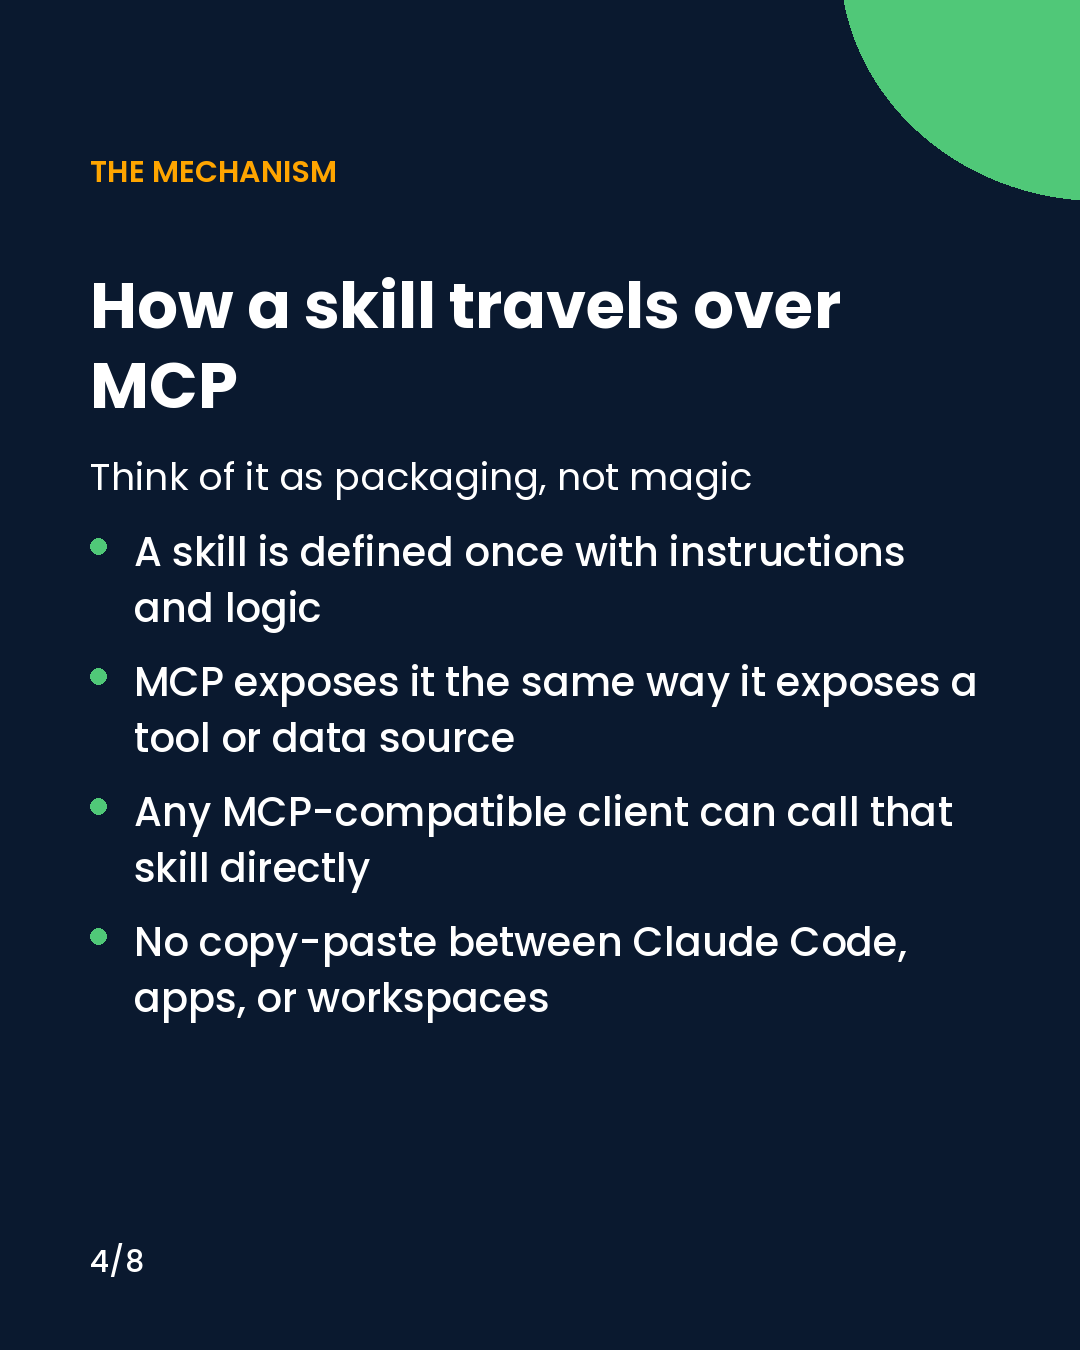 THE MECHANISM
How a skill travels over
MCP
Think of it as packaging, not magic
A skill is defined once with instructions
and logic
MCP exposes it the same way it exposes a
tool or data source
Any MCP-compatible client can call that
skill directly
No copy-paste between Claude Code,
apps, or workspaces
4/8